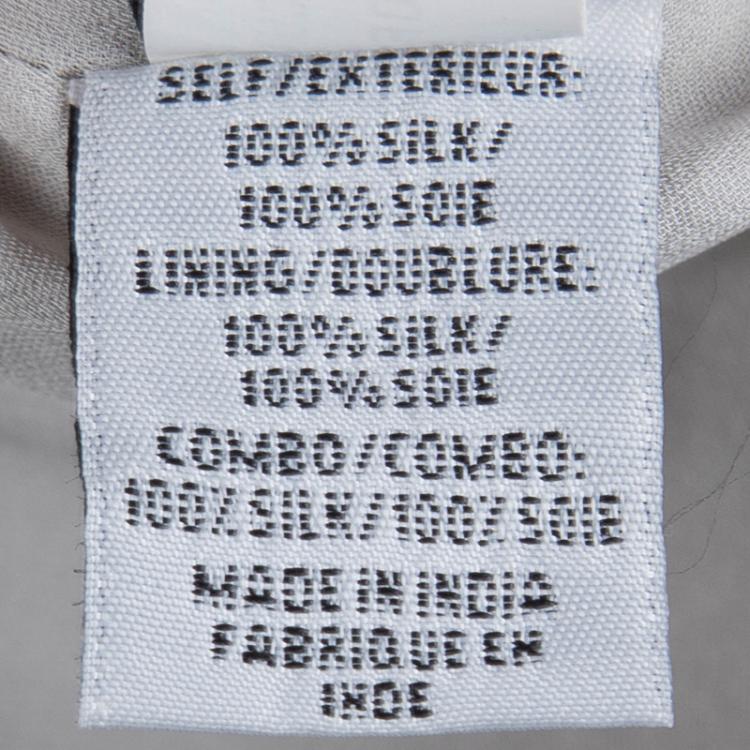 SELF/EXTERIEUR:
100% SILK/
100% SOIE
LINING/DOUBLURE:
100% SILK/
100% SOIE
COMBO/COMBO:
100% SILK/100% SOIE
MADE IN INDIA
FABRIQUE EN
INDE